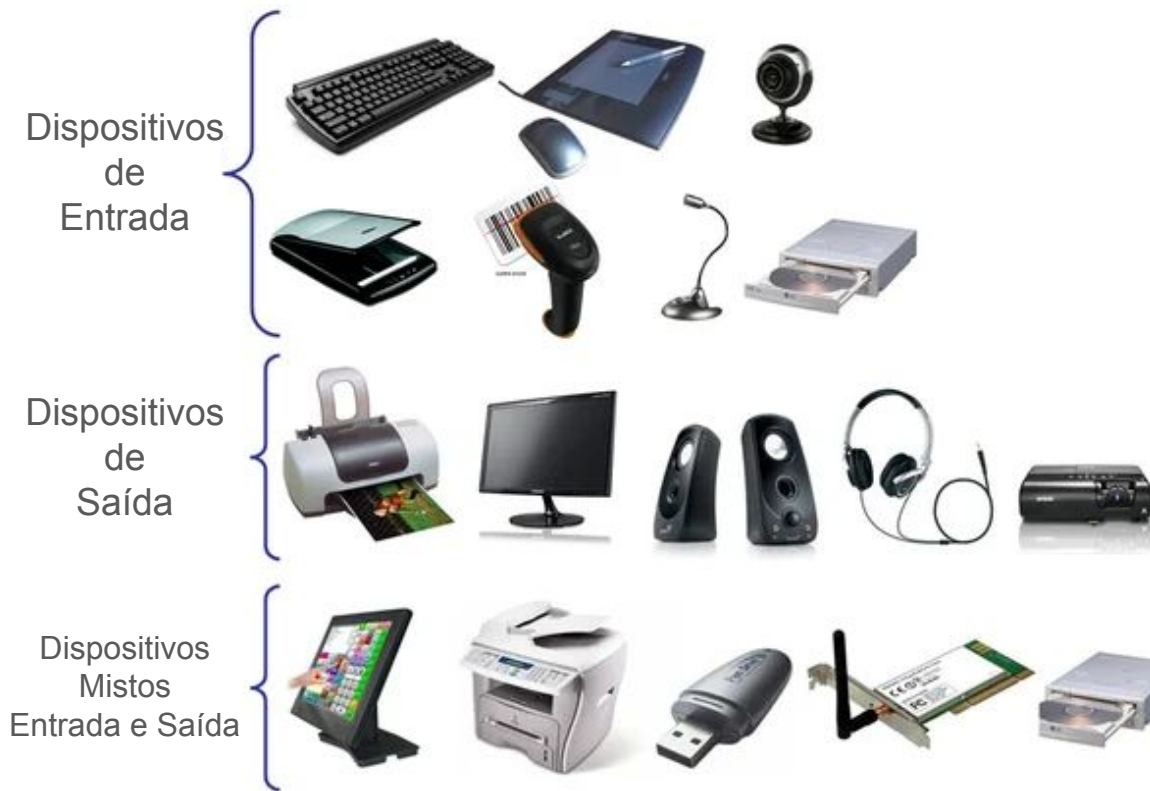 Dispositivos
de
Entrada
Dispositivos
de
Saída
Dispositivos
Mistos
Entrada e Saída